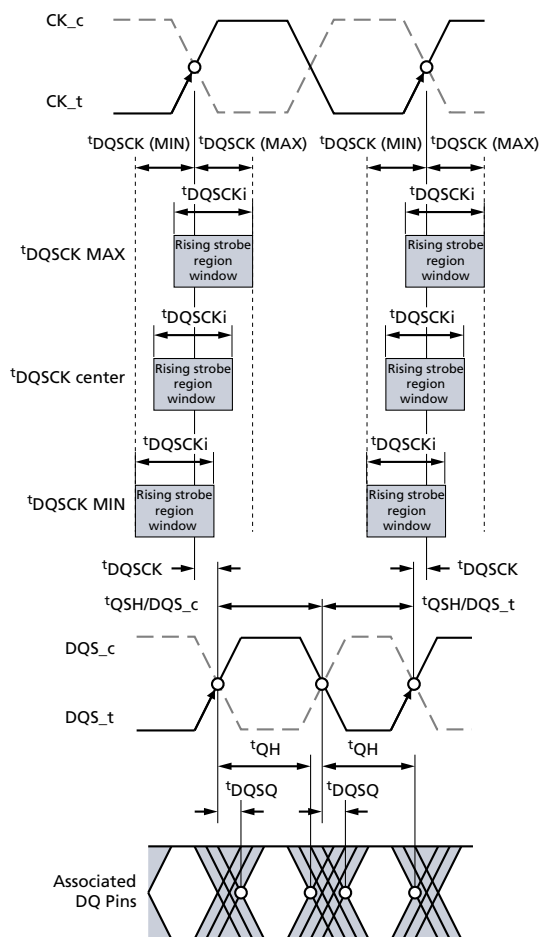 CK_c
CK_t
tDQSCK (MIN) tDQSCK (MAX) tDQSCK (MIN) tDQSCK (MAX)
tDQSCKi tDQSCKi
tDQSCK MAX
Rising strobe
region
window
Rising strobe
region
window
tDQSCKi tDQSCKi
tDQSCK center
Rising strobe
region
window
Rising strobe
region
window
tDQSCKi tDQSCKi
tDQSCK MIN
Rising strobe
region
window
Rising strobe
region
window
tDQSCK tDQSCK
tQSH/DQS_c tQSH/DQS_t
DQS_c
DQS_t
tQH tQH
tDQSQ tDQSQ
Associated
DQ Pins